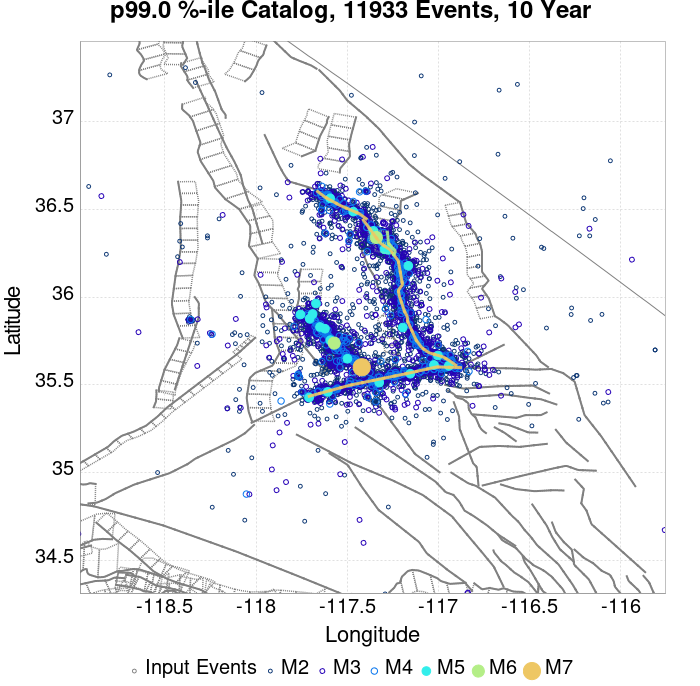 p99.0 %-ile Catalog, 11933 Events, 10 Year
37
36.5
36
35.5
35
34.5
Latitude
-118.5 -118 -117.5 -117 -116.5 -116
Longitude
Input Events M2 M3 M4 M5 M6 M7